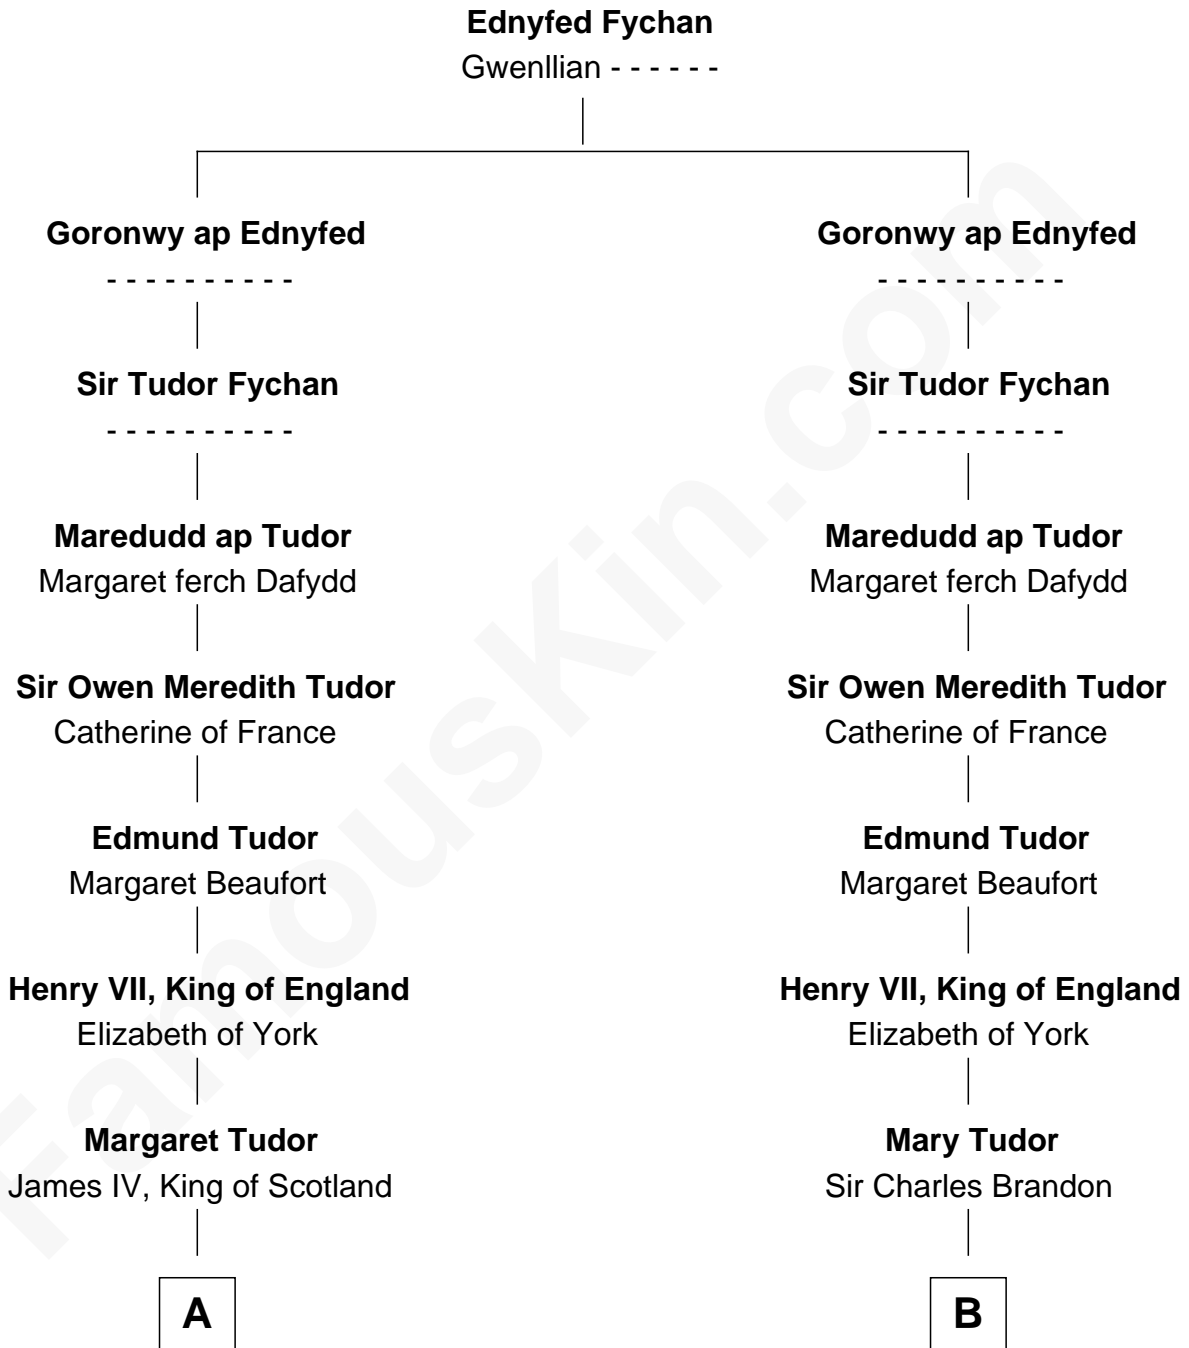 Ednyfed Fychan
Gwenllian - - - - - -
Goronwy ap Ednyfed
- - - - - - - - - -
Sir Tudor Fychan
- - - - - - - - - -
Maredudd ap Tudor
Margaret ferch Dafydd
Sir Owen Meredith Tudor
Catherine of France
Edmund Tudor
Margaret Beaufort
Henry VII, King of England
Elizabeth of York
Margaret Tudor
James IV, King of Scotland
A
Goronwy ap Ednyfed
- - - - - - - - - -
Sir Tudor Fychan
- - - - - - - - - -
Maredudd ap Tudor
Margaret ferch Dafydd
Sir Owen Meredith Tudor
Catherine of France
Edmund Tudor
Margaret Beaufort
Henry VII, King of England
Elizabeth of York
Mary Tudor
Sir Charles Brandon
B
FamousKin.com